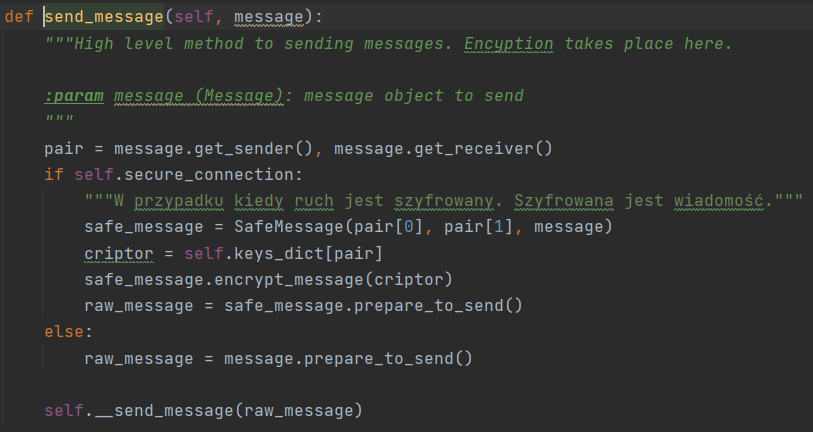 def send_message(self, message):
"""High level method to sending messages. Encyption takes place here.
:param message (Message): message object to send
"""
pair = message.get_sender(), message.get_receiver()
if self.secure_connection:
"""W przypadku kiedy ruch jest szyfrowany. Szyfrowana jest wiadomość."""
safe_message = SafeMessage(pair[0], pair[1], message)
criptor = self.keys_dict[pair]
safe_message.encrypt_message(criptor)
raw_message = safe_message.prepare_to_send()
else:
raw_message = message.prepare_to_send()
self.__send_message(raw_message)